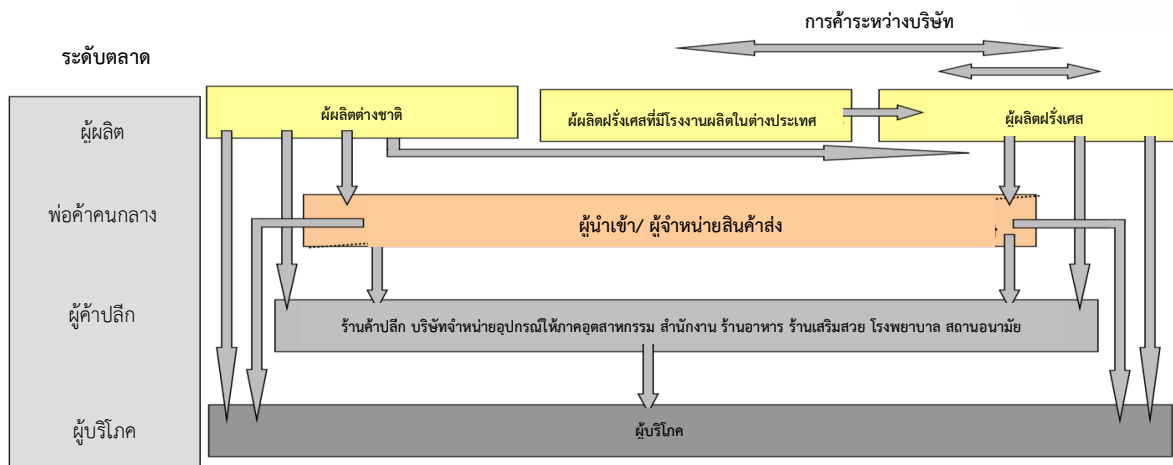 การค้าระหว่างบริษัท
ระดับตลาด
ผู้ผลิต
ผ้ผลิตต่างชาติ
ผ้ผลิตฝรั่งเศสที่มีโรงงานผลิตในต่างประเทศ
ผู้ผลิตฝรั่งเศส
พ่อค้าคนกลาง
ผู้นำเข้า/ ผู้จำหน่ายสินค้าส่ง
ผู้ค้าปลีก
ร้านค้าปลีก บริษัทจำหน่ายอุปกรณ์ให้ภาคอุตสาหกรรม สำนักงาน ร้านอาหาร ร้านเสริมสวย โรงพยาบาล สถานอนามัย
ผู้บริโภค
ผ้บริโภค